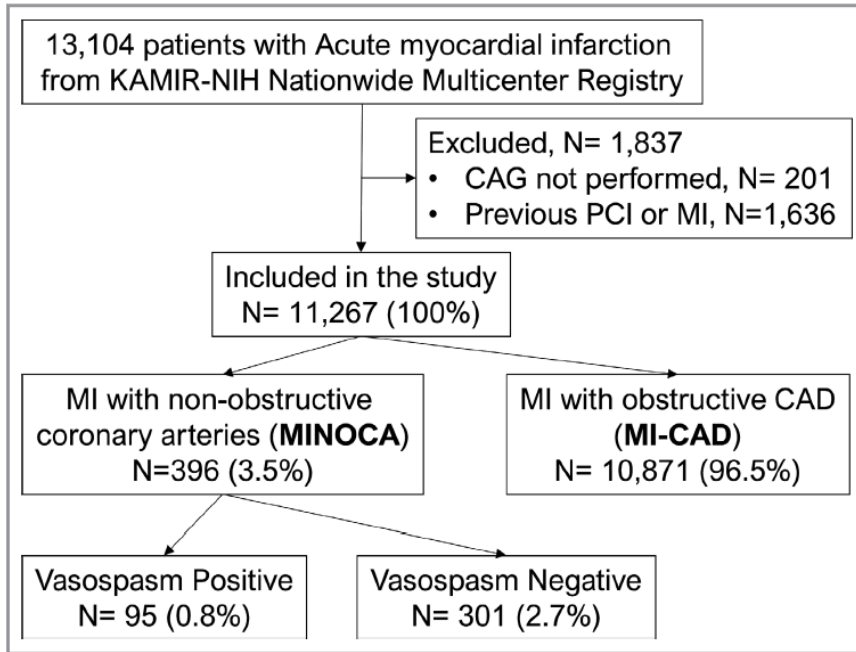 13,104 patients with Acute myocardial infarction
from KAMIR-NIH Nationwide Multicenter Registry
Excluded, N= 1,837
• CAG not performed, N= 201
• Previous PCI or MI, N=1,636
Included in the study
N= 11,267 (100%)
MI with non-obstructive
coronary arteries (MINOCA)
N=396 (3.5%)
MI with obstructive CAD
(MI-CAD)
N= 10,871 (96.5%)
Vasospasm Positive
N= 95 (0.8%)
Vasospasm Negative
N= 301 (2.7%)